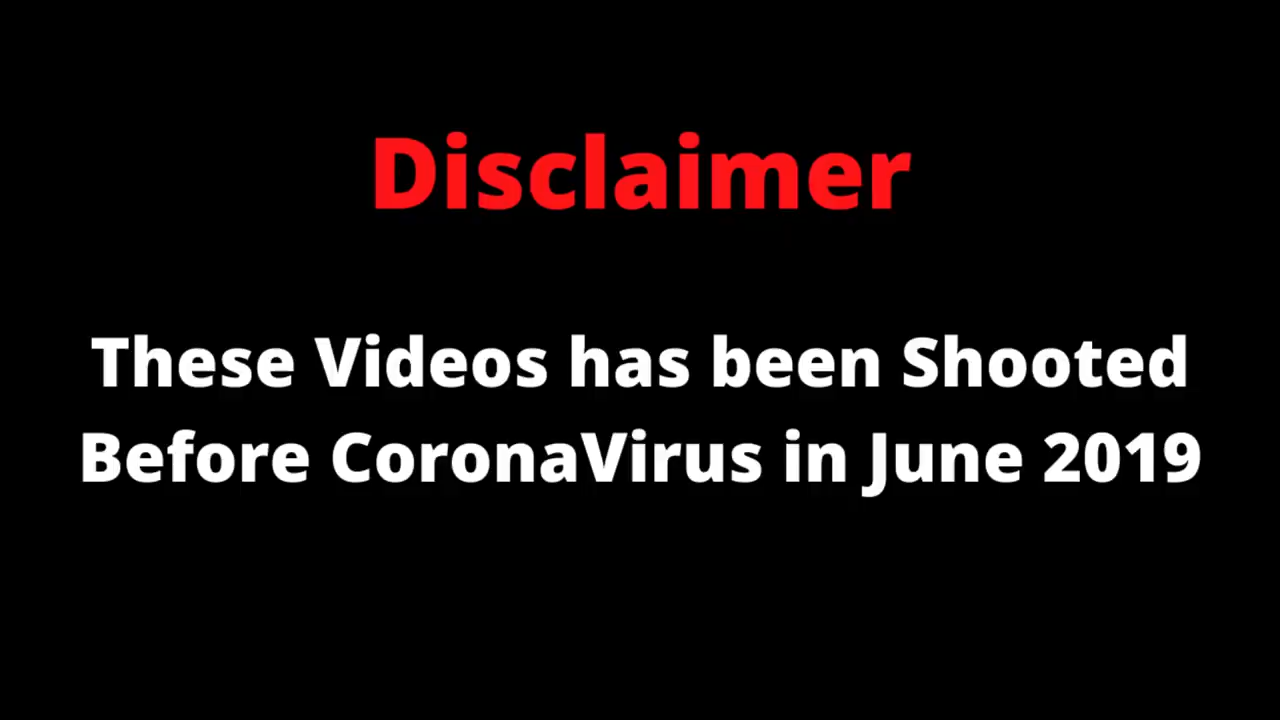 Disclaimer
These Videos has been Shooted
Before CoronaVirus in June 2019